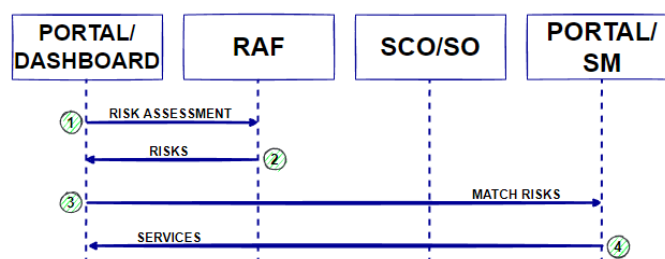 PORTAL/
DASHBOARD
RAF
SCO/SO
PORTAL/
SM
1
RISK ASSESSMENT
RISKS
2
3
MATCH RISKS
SERVICES
4